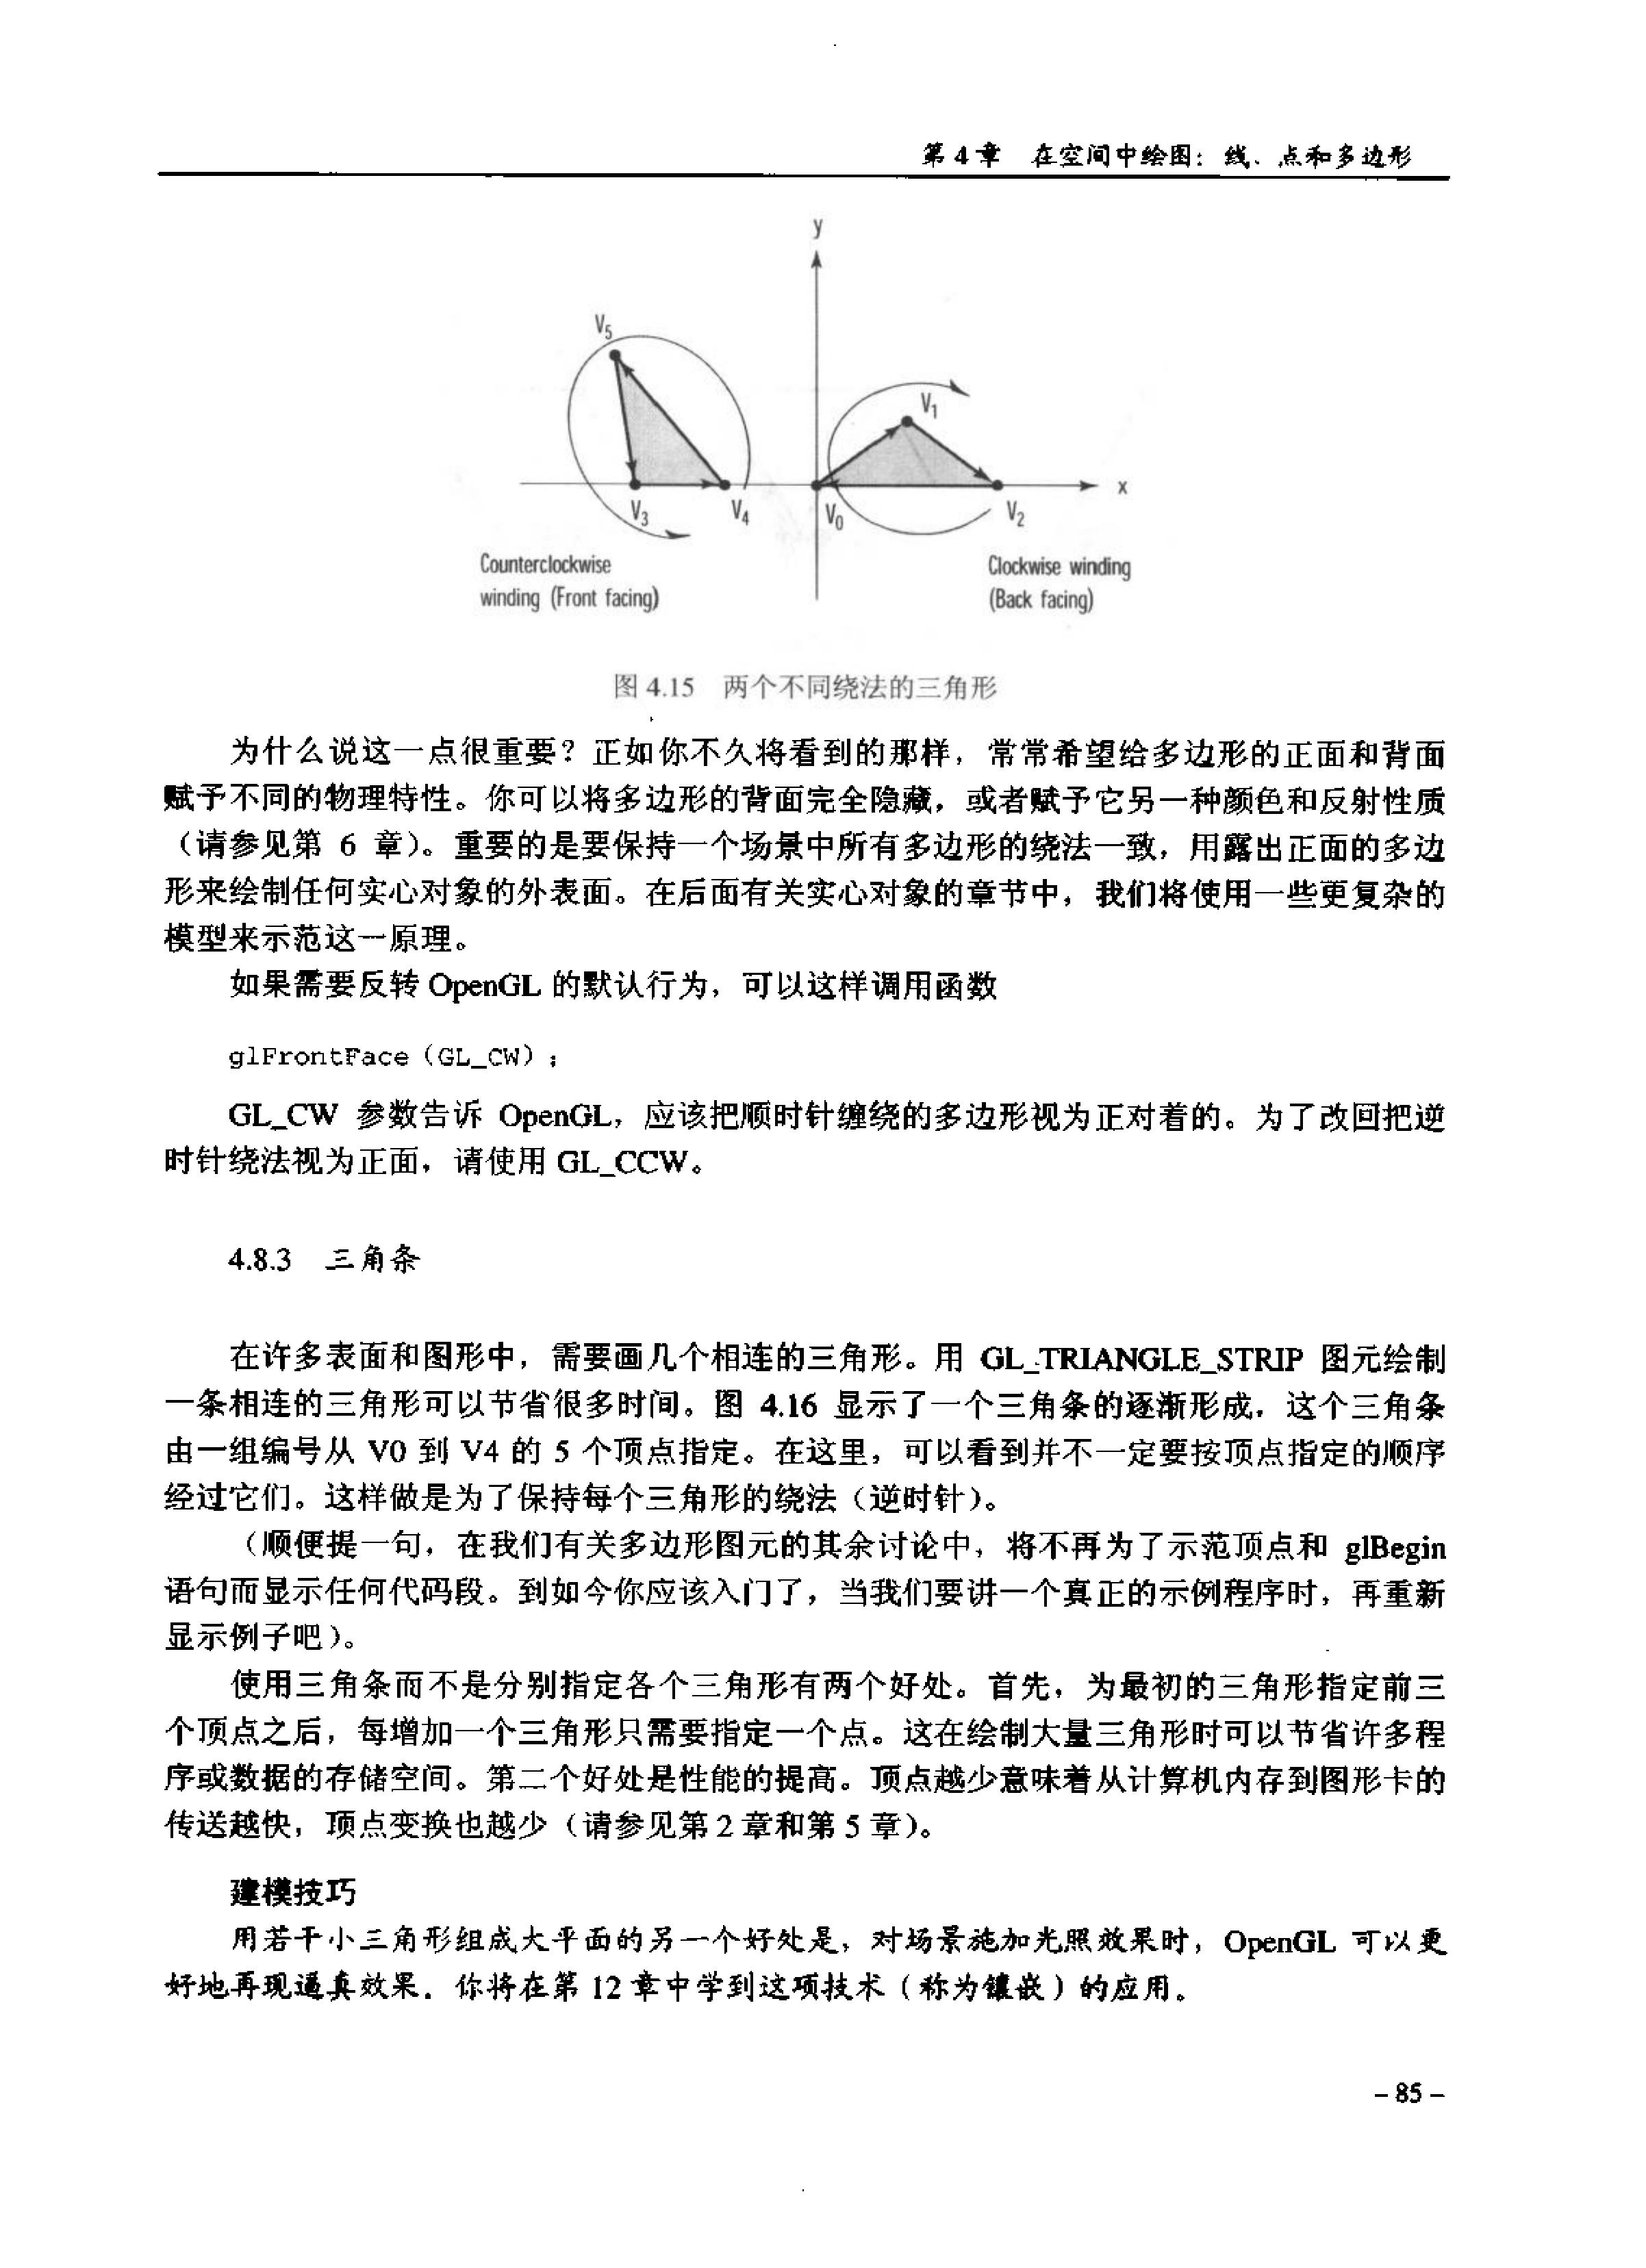 第 4 章　在空间中绘图：线、点和多边形
y
V5
V1
x
V3
V4
V0
V2
Counterclockwise
winding (Front facing)
Clockwise winding
(Back facing)
图 4.15　两个不同绕法的三角形
为什么说这一点很重要？正如你不久将看到的那样，常常希望给多边形的正面和背面
赋予不同的物理特性。你可以将多边形的背面完全隐藏，或者赋予它另一种颜色和反射性质
（请参见第 6 章）。重要的是要保持一个场景中所有多边形的绕法一致，用露出正面的多边
形来绘制任何实心对象的外表面。在后面有关实心对象的章节中，我们将使用一些更复杂的
模型来示范这一原理。
如果需要反转 OpenGL 的默认行为，可以这样调用函数
glFrontFace（GL_CW）；
GL_CW 参数告诉 OpenGL，应该把顺时针缠绕的多边形视为正对着的。为了改回把逆
时针绕法视为正面，请使用 GL_CCW。
4.8.3　三角条
在许多表面和图形中，需要画几个相连的三角形。用 GL_TRIANGLE_STRIP 图元绘制
一条相连的三角形可以节省很多时间。图 4.16 显示了一个三角条的逐渐形成，这个三角条
由一组编号从 V0 到 V4 的 5 个顶点指定。在这里，可以看到并不一定要按顶点指定的顺序
经过它们。这样做是为了保持每个三角形的绕法（逆时针）。
（顺便提一句，在我们有关多边形图元的其余讨论中，将不再为了示范顶点和 glBegin
语句而显示任何代码段。到如今你应该入门了，当我们要讲一个真正的示例程序时，再重新
显示例子吧）。
使用三角条而不是分别指定各个三角形有两个好处。首先，为最初的三角形指定前三
个顶点之后，每增加一个三角形只需要指定一个点。这在绘制大量三角形时可以节省许多程
序或数据的存储空间。第二个好处是性能的提高。顶点越少意味着从计算机内存到图形卡的
传送越快，顶点变换也越少（请参见第 2 章和第 5 章）。
建模技巧
用若干小三角形组成大平面的另一个好处是，对场景施加光照效果时，OpenGL 可以更
好地再现逼真效果。你将在第 12 章中学到这项技术（称为镶嵌）的应用。
– 85 –